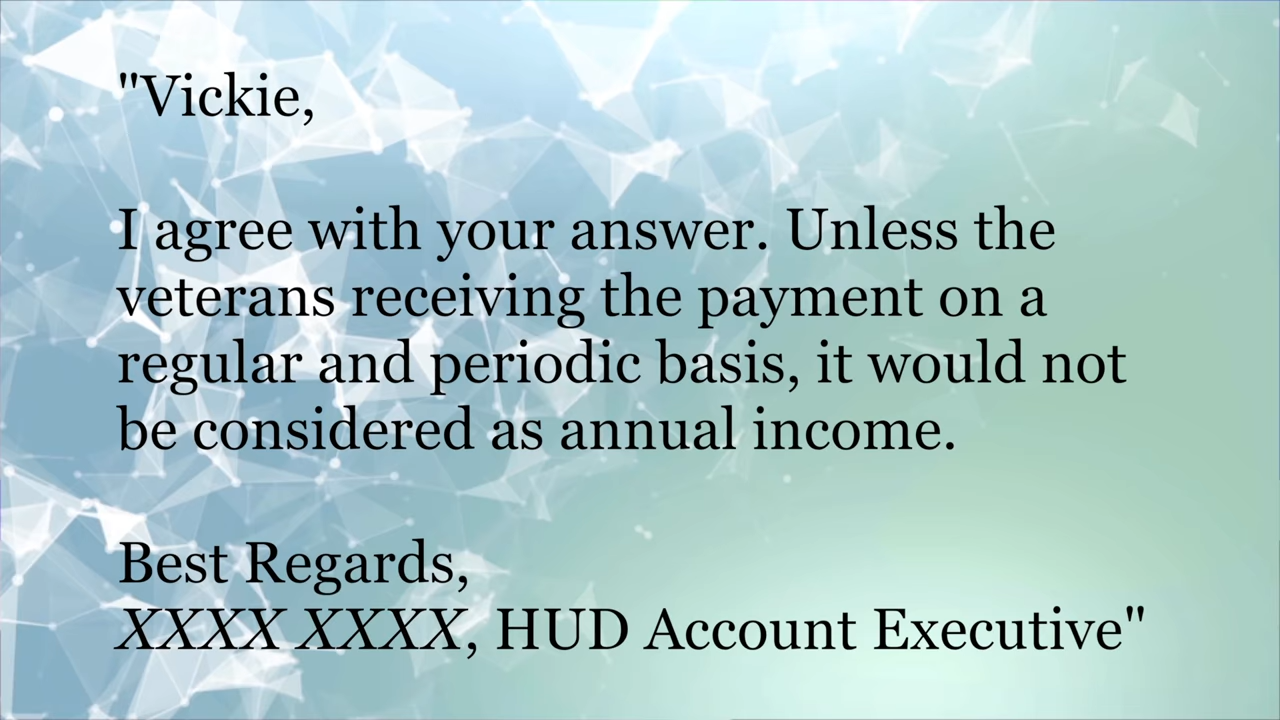 "Vickie,
I agree with your answer. Unless the
veterans receiving the payment on a
regular and periodic basis, it would not
be considered as annual income.
Best Regards,
XXXX XXXX, HUD Account Executive"